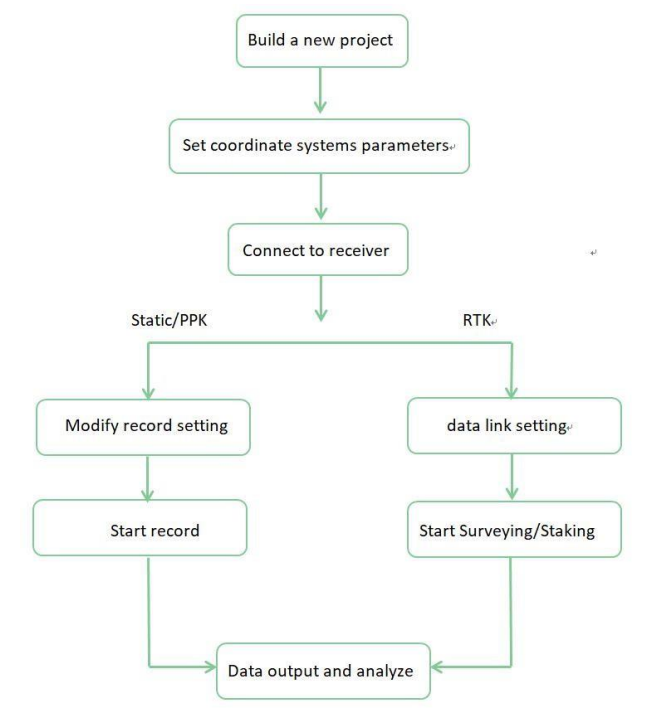 Build a new project
Set coordinate systems parameters
Connect to receiver
Static/PPK
RTK
Modify record setting
data link setting
Start record
Start Surveying/Staking
Data output and analyze